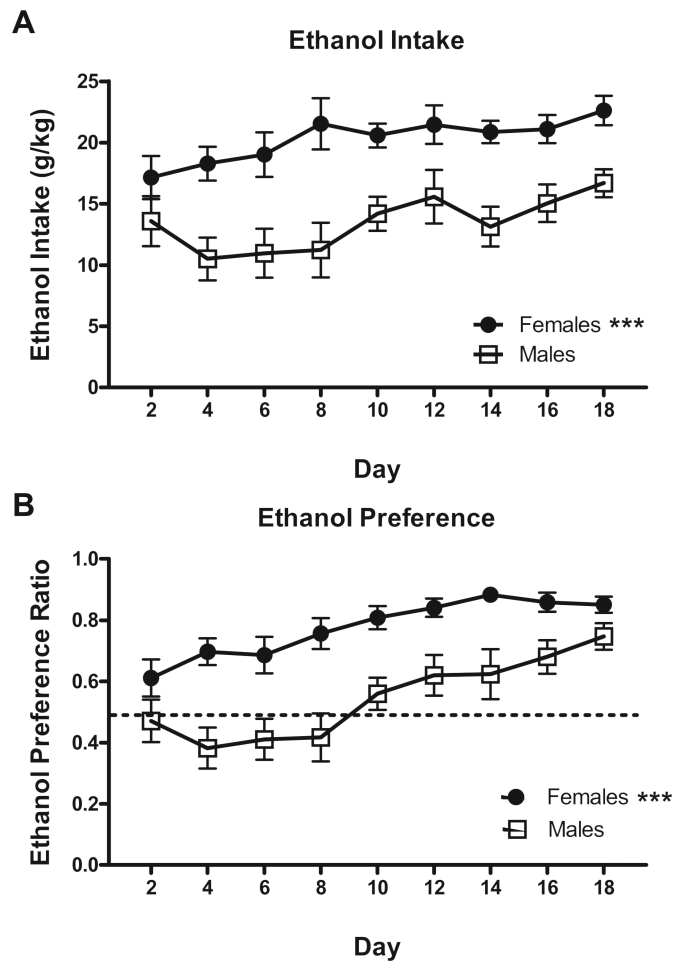 A
Ethanol Intake
Ethanol Intake (g/kg)
25
20
15
10
5
0
Females ***
Males
2 4 6 8 10 12 14 16 18
Day
B
Ethanol Preference
Ethanol Preference Ratio
1.0
0.8
0.6
0.4
0.2
0.0
Females ***
Males
2 4 6 8 10 12 14 16 18
Day